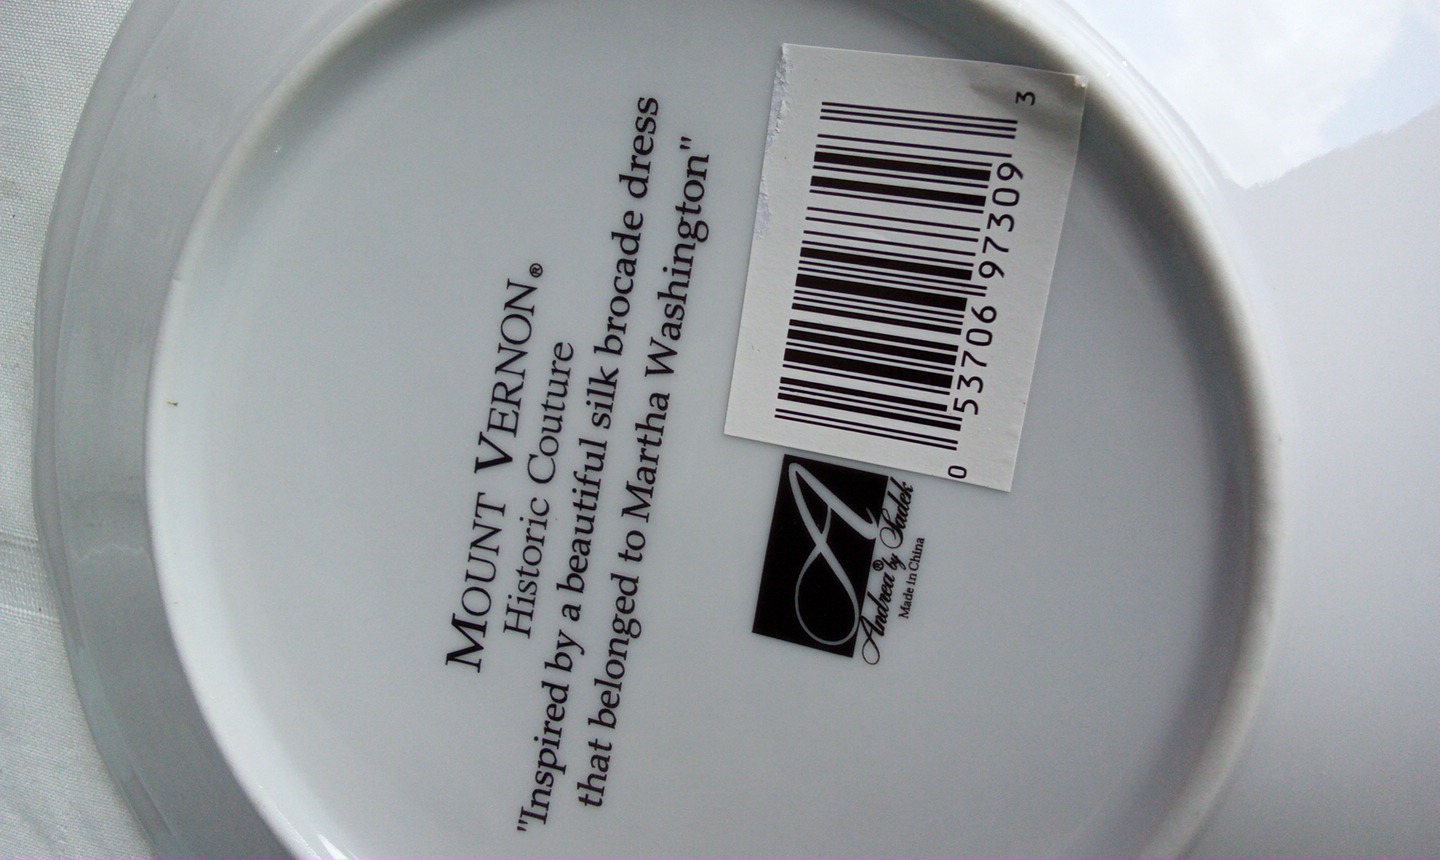 MOUNT VERNON®
Historic Couture
"Inspired by a beautiful silk brocade dress
that belonged to Martha Washington"
A
Andrea® by Sadek
Made in China
0 53706 97309 3